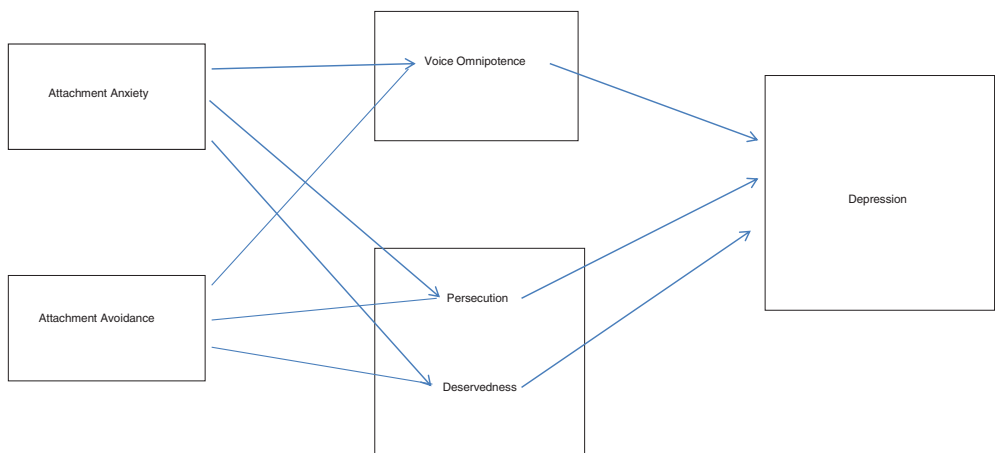 Attachment Anxiety
Voice Omnipotence
Depression
Attachment Avoidance
Persecution
Deservedness